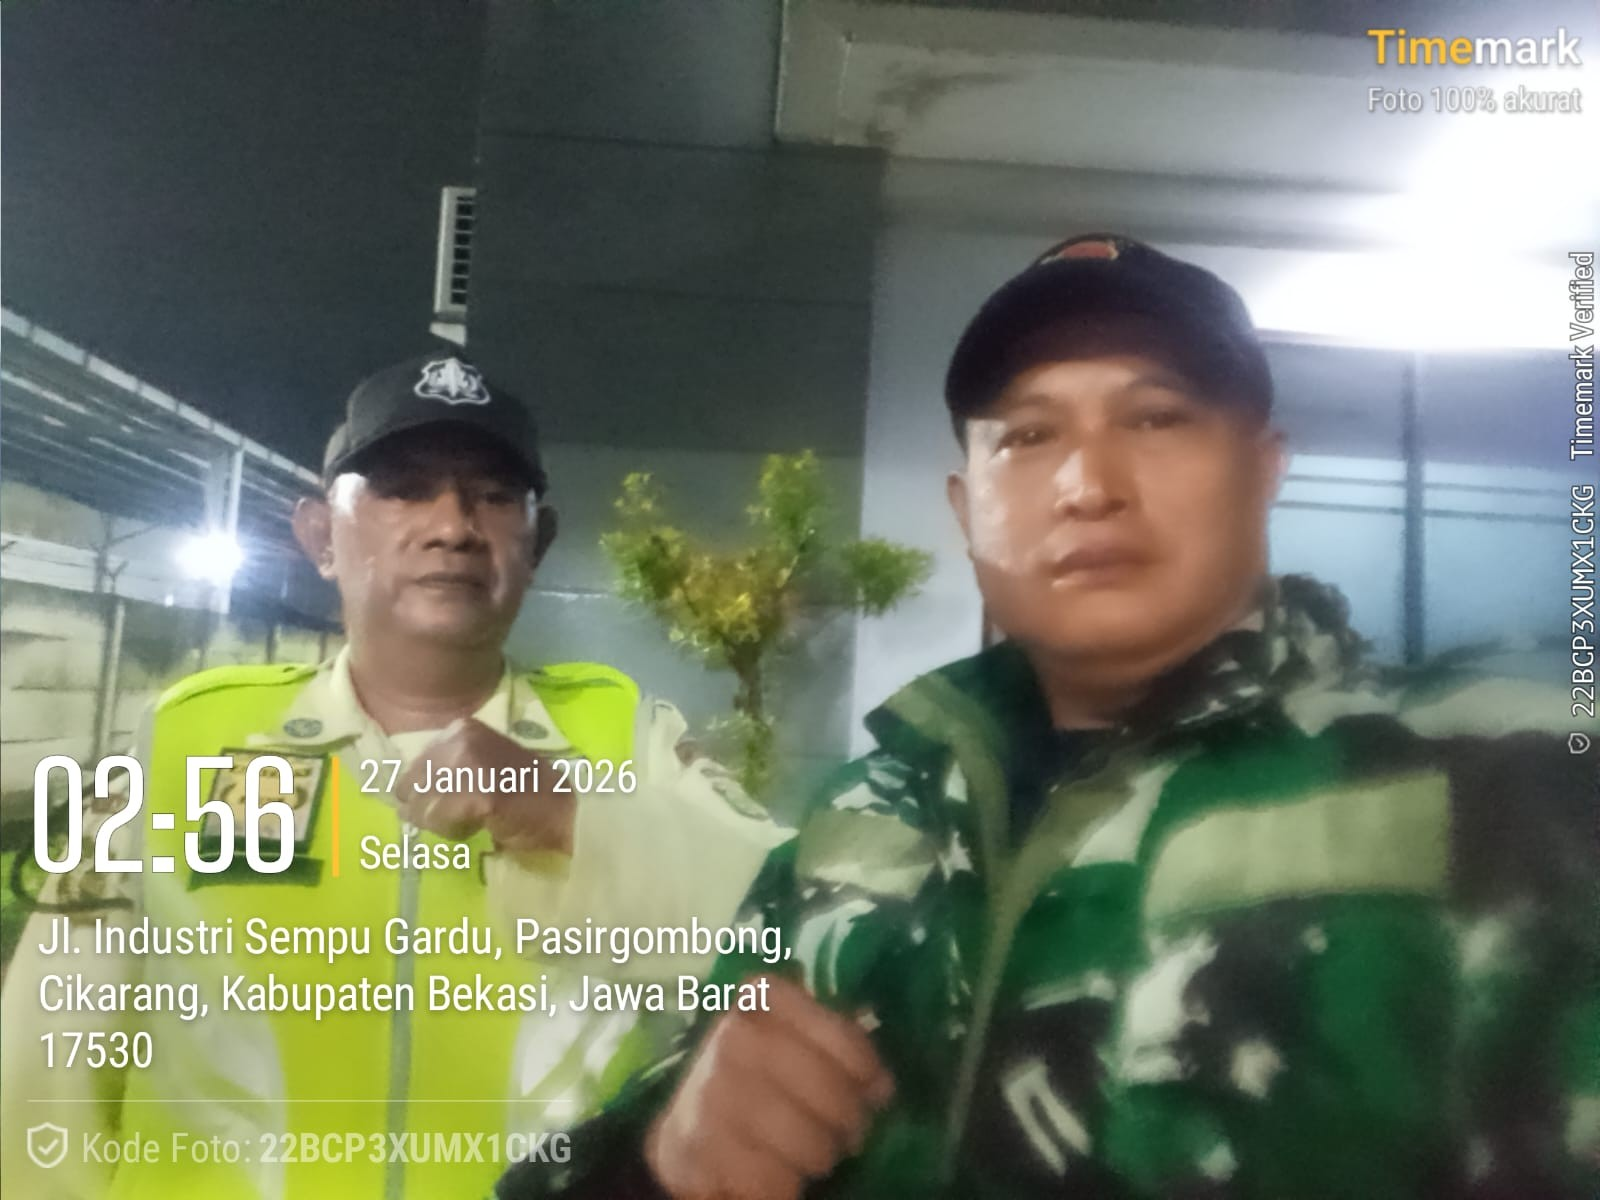 Timemark
Foto 100% akurat
22BCP3XUMX1CKG Timemark Verified
02:56
27 Januari 2026
Selasa
Jl. Industri Sempu Gardu, Pasirgombong,
Cikarang, Kabupaten Bekasi, Jawa Barat
17530
Kode Foto: 22BCP3XUMX1CKG